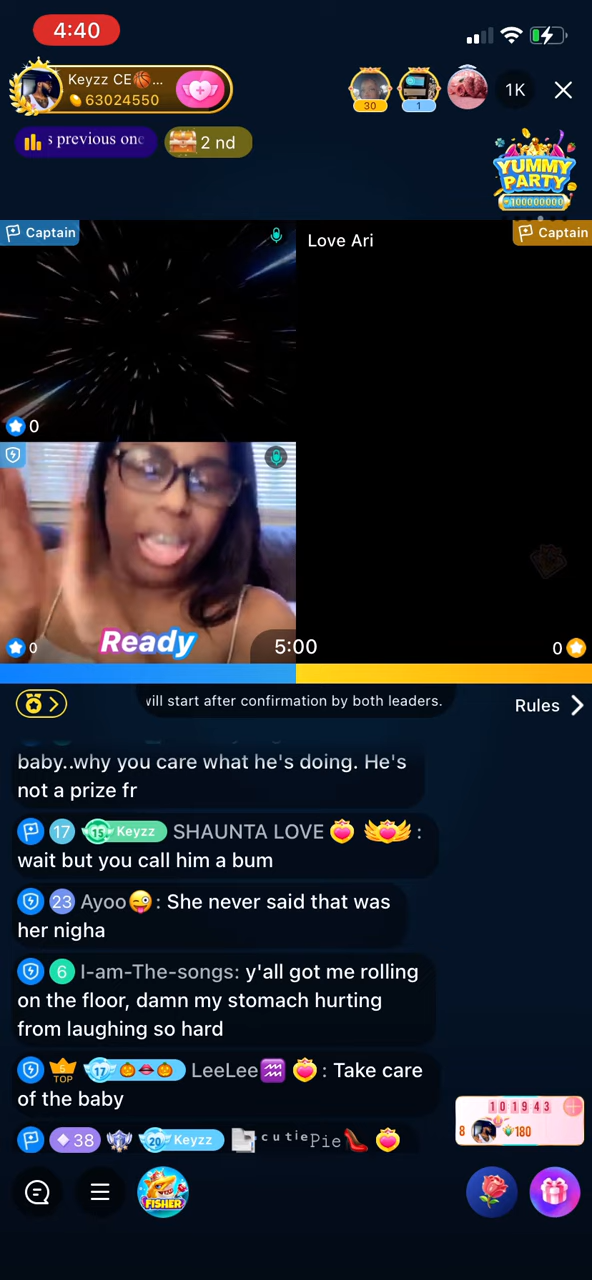 4:40
Keyzz CE🏀...
63024550
30
1
1K
s previous one
2 nd
YUMMY
PARTY
100000000
Captain
Love Ari
Captain
0
Ready
0
5:00
0
will start after confirmation by both leaders.
Rules
baby..why you care what he's doing. He's
not a prize fr
17 15 Keyzz SHAUNTA LOVE :
wait but you call him a bum
23 Ayoo😜: She never said that was
her nigha
6 I-am-The-songs: y'all got me rolling
on the floor, damn my stomach hurting
from laughing so hard
5 TOP 17 🎃👄🎃 LeeLee♒ : Take care
of the baby
38 20 Keyzz ᶜᵘᵗⁱᵉPie👠
101943
8 180
FISHER